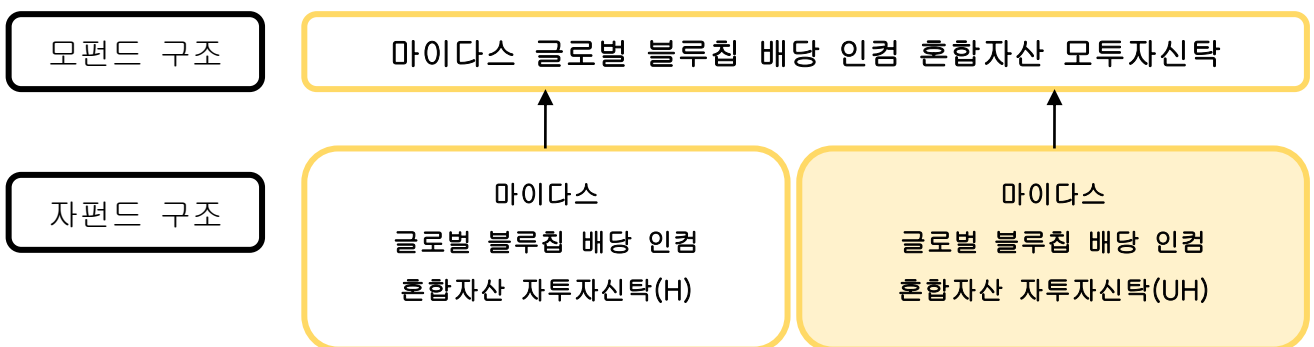 모펀드 구조
마이다스 글로벌 블루칩 배당 인컴 혼합자산 모투자신탁
자펀드 구조
마이다스
글로벌 블루칩 배당 인컴
혼합자산 자투자신탁(H)
마이다스
글로벌 블루칩 배당 인컴
혼합자산 자투자신탁(UH)